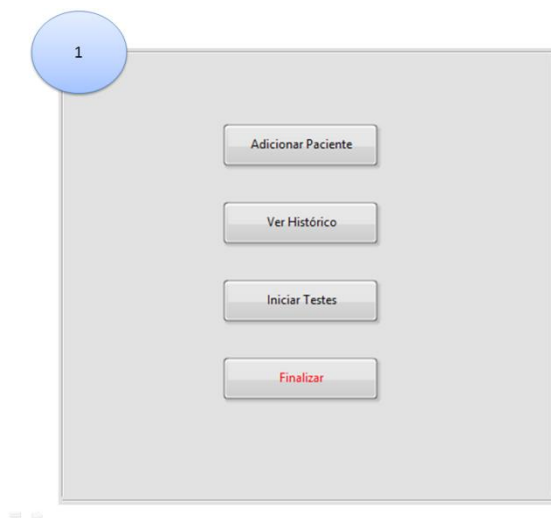 1
Adicionar Paciente
Ver Histórico
Iniciar Testes
Finalizar